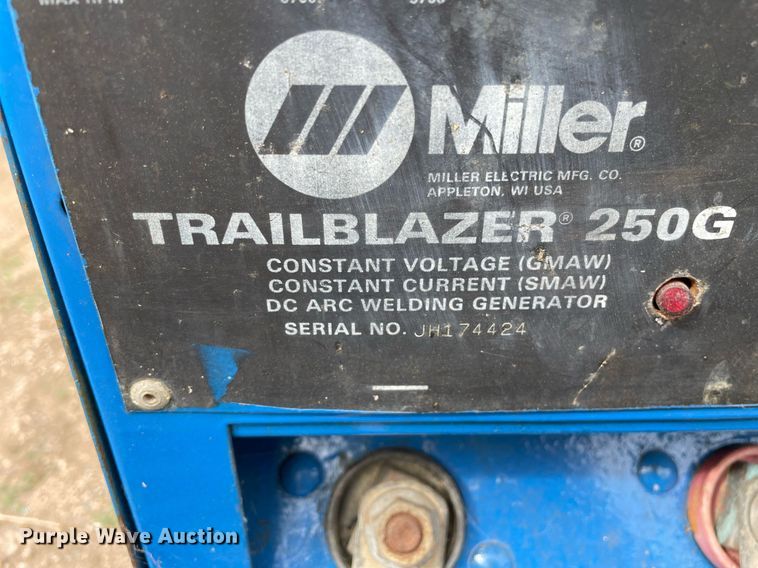 Miller®
MILLER ELECTRIC MFG. CO.
APPLETON, WI USA
TRAILBLAZER® 250G
CONSTANT VOLTAGE (GMAW)
CONSTANT CURRENT (SMAW)
DC ARC WELDING GENERATOR
SERIAL NO. JH174424
Purple Wave Auction